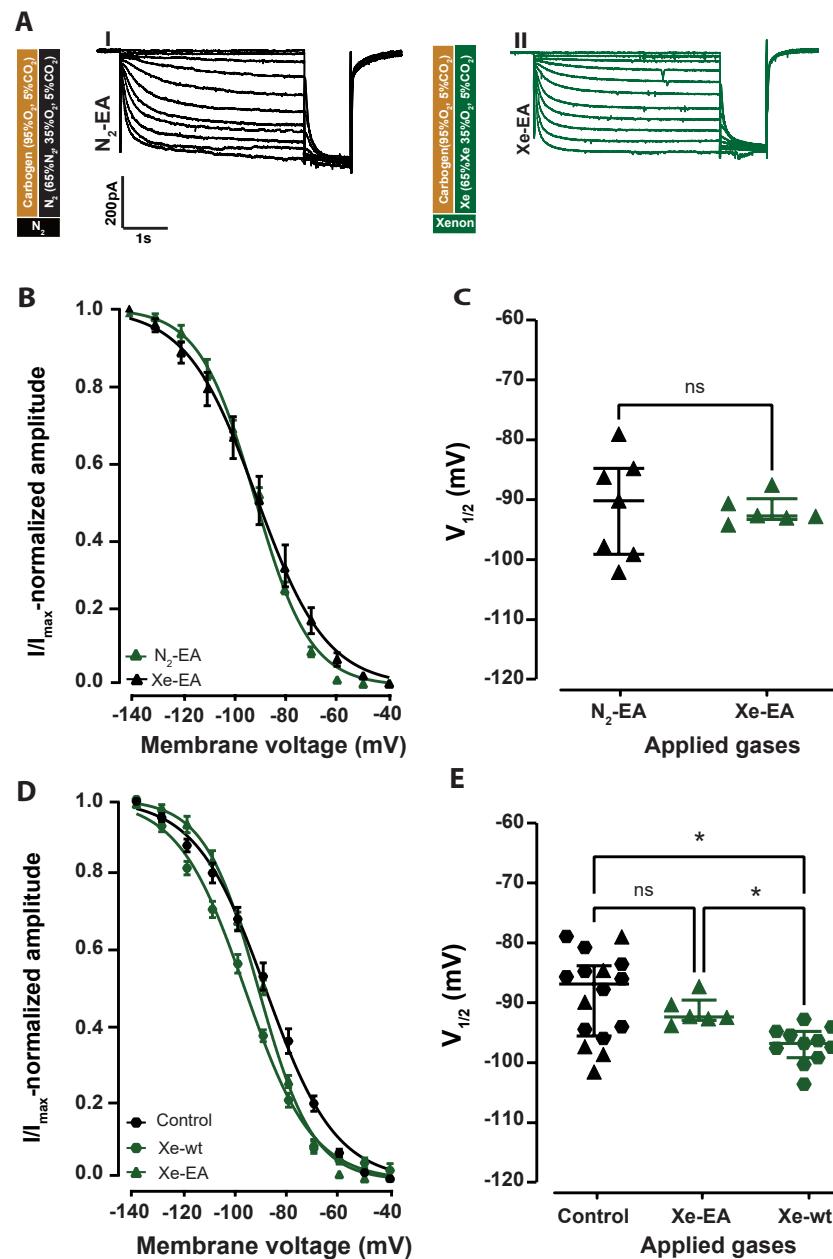 A
I
II
Carbogen (95%O2, 5%CO2)
N2 (65%N2, 35%O2, 5%CO2)
N2
N2-EA
200pA
1s
Carbogen(95%O2, 5%CO2)
Xe (65%Xe 35%O2, 5%CO2)
Xenon
Xe-EA
B
I/Imax-normalized amplitude
1.0
0.8
0.6
0.4
0.2
0.0
N2-EA
Xe-EA
-140 -120 -100 -80 -60 -40
Membrane voltage (mV)
C
V1/2 (mV)
-60
-70
-80
-90
-100
-110
-120
ns
N2-EA Xe-EA
Applied gases
D
I/Imax-normalized amplitude
1.0
0.8
0.6
0.4
0.2
0.0
Control
Xe-wt
Xe-EA
-140 -120 -100 -80 -60 -40
Membrane voltage (mV)
E
V1/2 (mV)
-60
-70
-80
-90
-100
-110
-120
*
ns *
Control Xe-EA Xe-wt
Applied gases